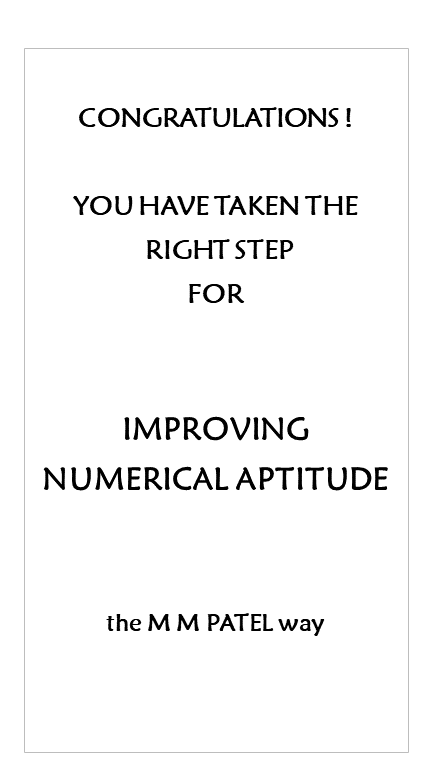 CONGRATULATIONS !
YOU HAVE TAKEN THE
RIGHT STEP
FOR
IMPROVING
NUMERICAL APTITUDE
the M M PATEL way